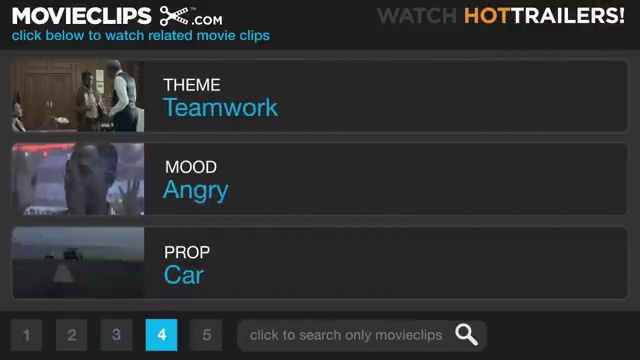 MOVIECLIPS .COM™
WATCH HOTTRAILERS!
click below to watch related movie clips
THEME
Teamwork
MOOD
Angry
PROP
Car
1 2 3 4 5
click to search only movieclips